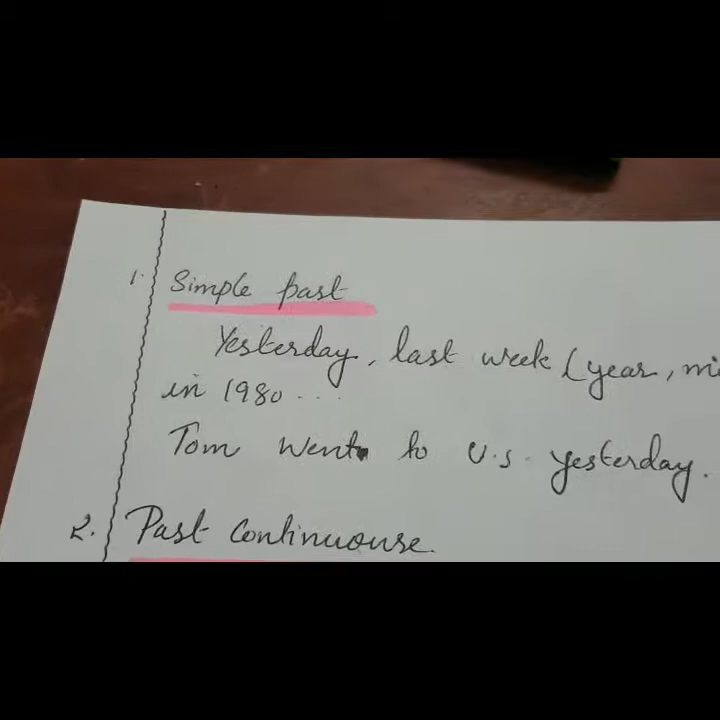 1. Simple past
Yesterday, last week (year,
in 1980...
Tom went to U.S. yesterday.
2. Past continuouse.